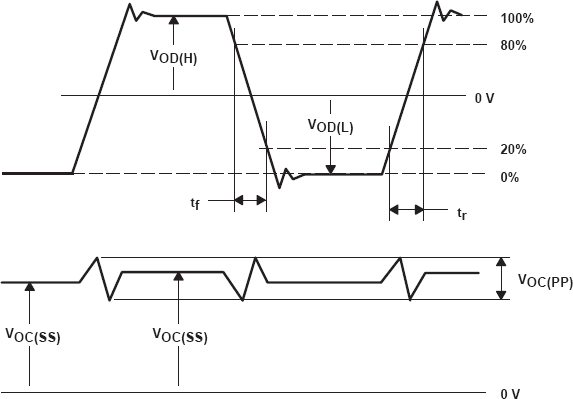 100%
80%
VOD(H)
0 V
VOD(L)
20%
0%
tf
tr
VOC(PP)
VOC(SS)
VOC(SS)
0 V